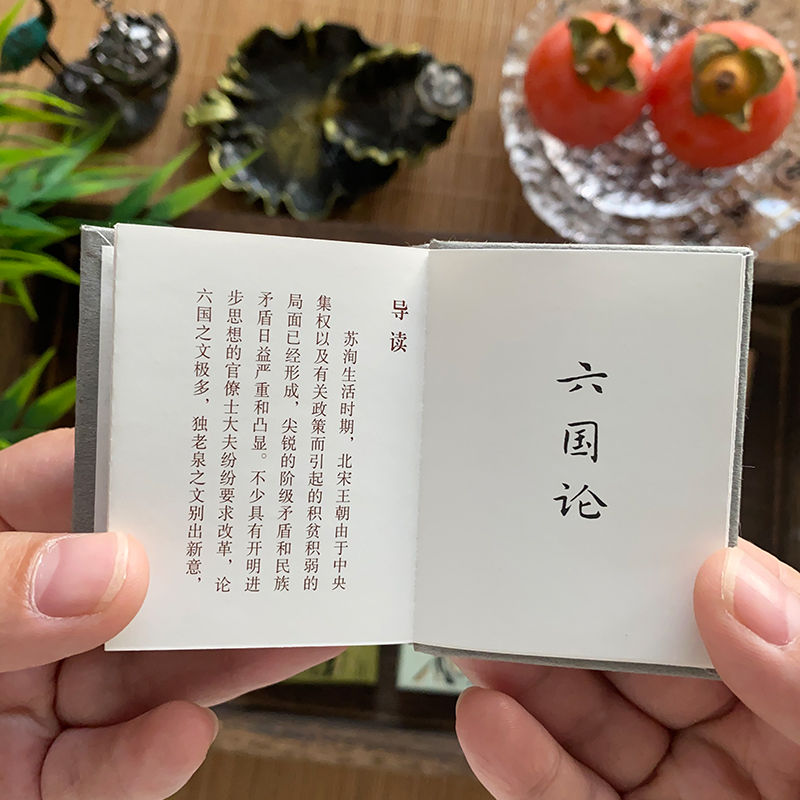 六国论
导读
苏洵生活时期，北宋王朝由于中央
集权以及有关政策而引起的积贫积弱的
局面已经形成，尖锐的阶级矛盾和民族
矛盾日益严重和凸显。不少具有开明进
步思想的官僚士大夫纷纷要求改革，论
六国之文极多，独老泉之文别出新意，